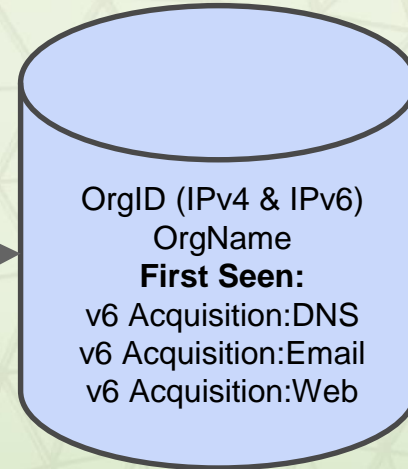 OrgID (IPv4 & IPv6)
OrgName
First Seen:
v6 Acquisition:DNS
v6 Acquisition:Email
v6 Acquisition:Web